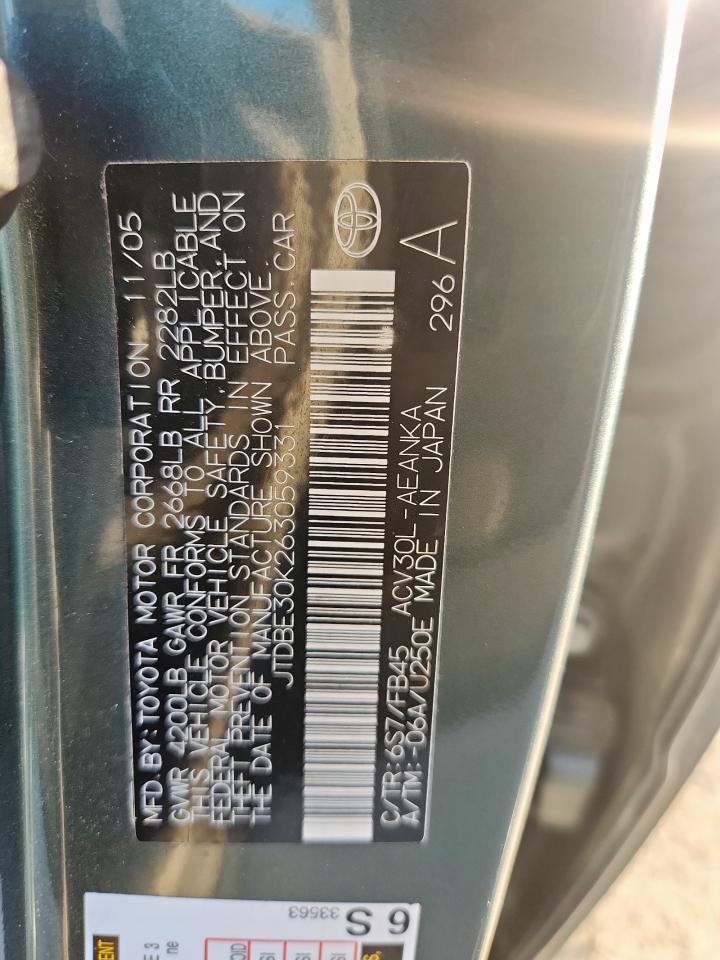 MFD.BY:TOYOTA MOTOR CORPORATION 11/05
GVWR 4200LB GAWR FR 2668LB RR 2282LB
THIS VEHICLE CONFORMS TO ALL APPLICABLE
FEDERAL MOTOR VEHICLE SAFETY, BUMPER, AND
THEFT PREVENTION STANDARDS IN EFFECT ON
THE DATE OF MANUFACTURE SHOWN ABOVE.
JTDBE30K263059331 PASS.CAR
C/TR:6S7/FB45 ACV30L-AEANKA
A/TM:-06A/U250E MADE IN JAPAN
296 A
6 S
33563